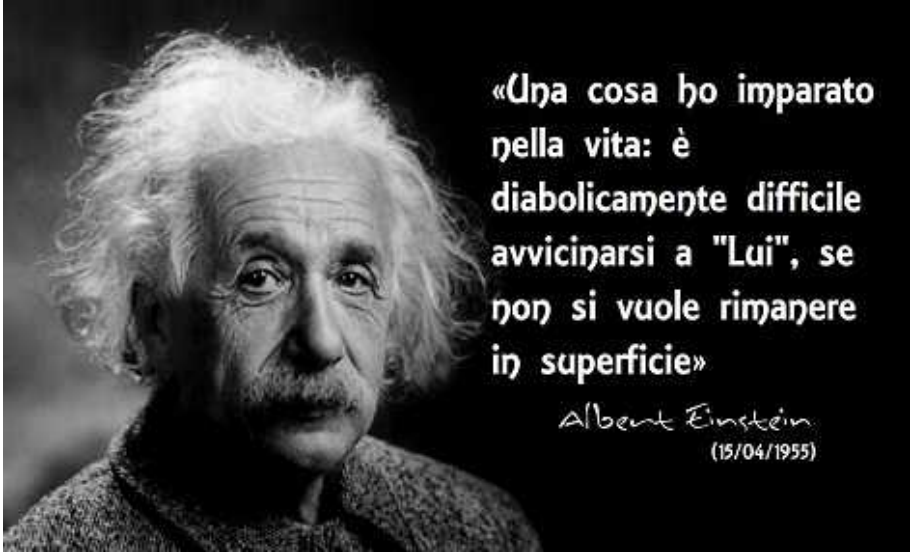 «Una cosa ho imparato
nella vita: è
diabolicamente difficile
avvicinarsi a "Lui", se
non si vuole rimanere
in superficie»
Albert Einstein
(15/04/1955)